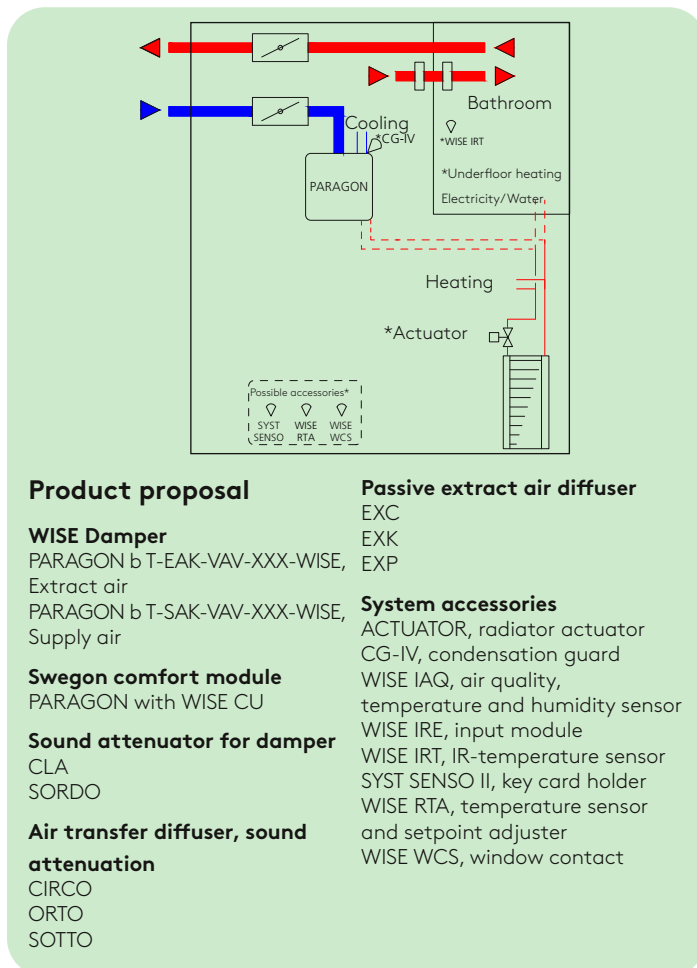 Bathroom
Cooling
*CG-IV
*WISE IRT
PARAGON
*Underfloor heating
Electricity/Water
Heating
*Actuator
Possible accessories*
SYST
SENSO
WISE
RTA
WISE
WCS
Product proposal
WISE Damper
PARAGON b T-EAK-VAV-XXX-WISE,
Extract air
PARAGON b T-SAK-VAV-XXX-WISE,
Supply air
Swegon comfort module
PARAGON with WISE CU
Sound attenuator for damper
CLA
SORDO
Air transfer diffuser, sound
attenuation
CIRCO
ORTO
SOTTO
Passive extract air diffuser
EXC
EXK
EXP
System accessories
ACTUATOR, radiator actuator
CG-IV, condensation guard
WISE IAQ, air quality,
temperature and humidity sensor
WISE IRE, input module
WISE IRT, IR-temperature sensor
SYST SENSO II, key card holder
WISE RTA, temperature sensor
and setpoint adjuster
WISE WCS, window contact